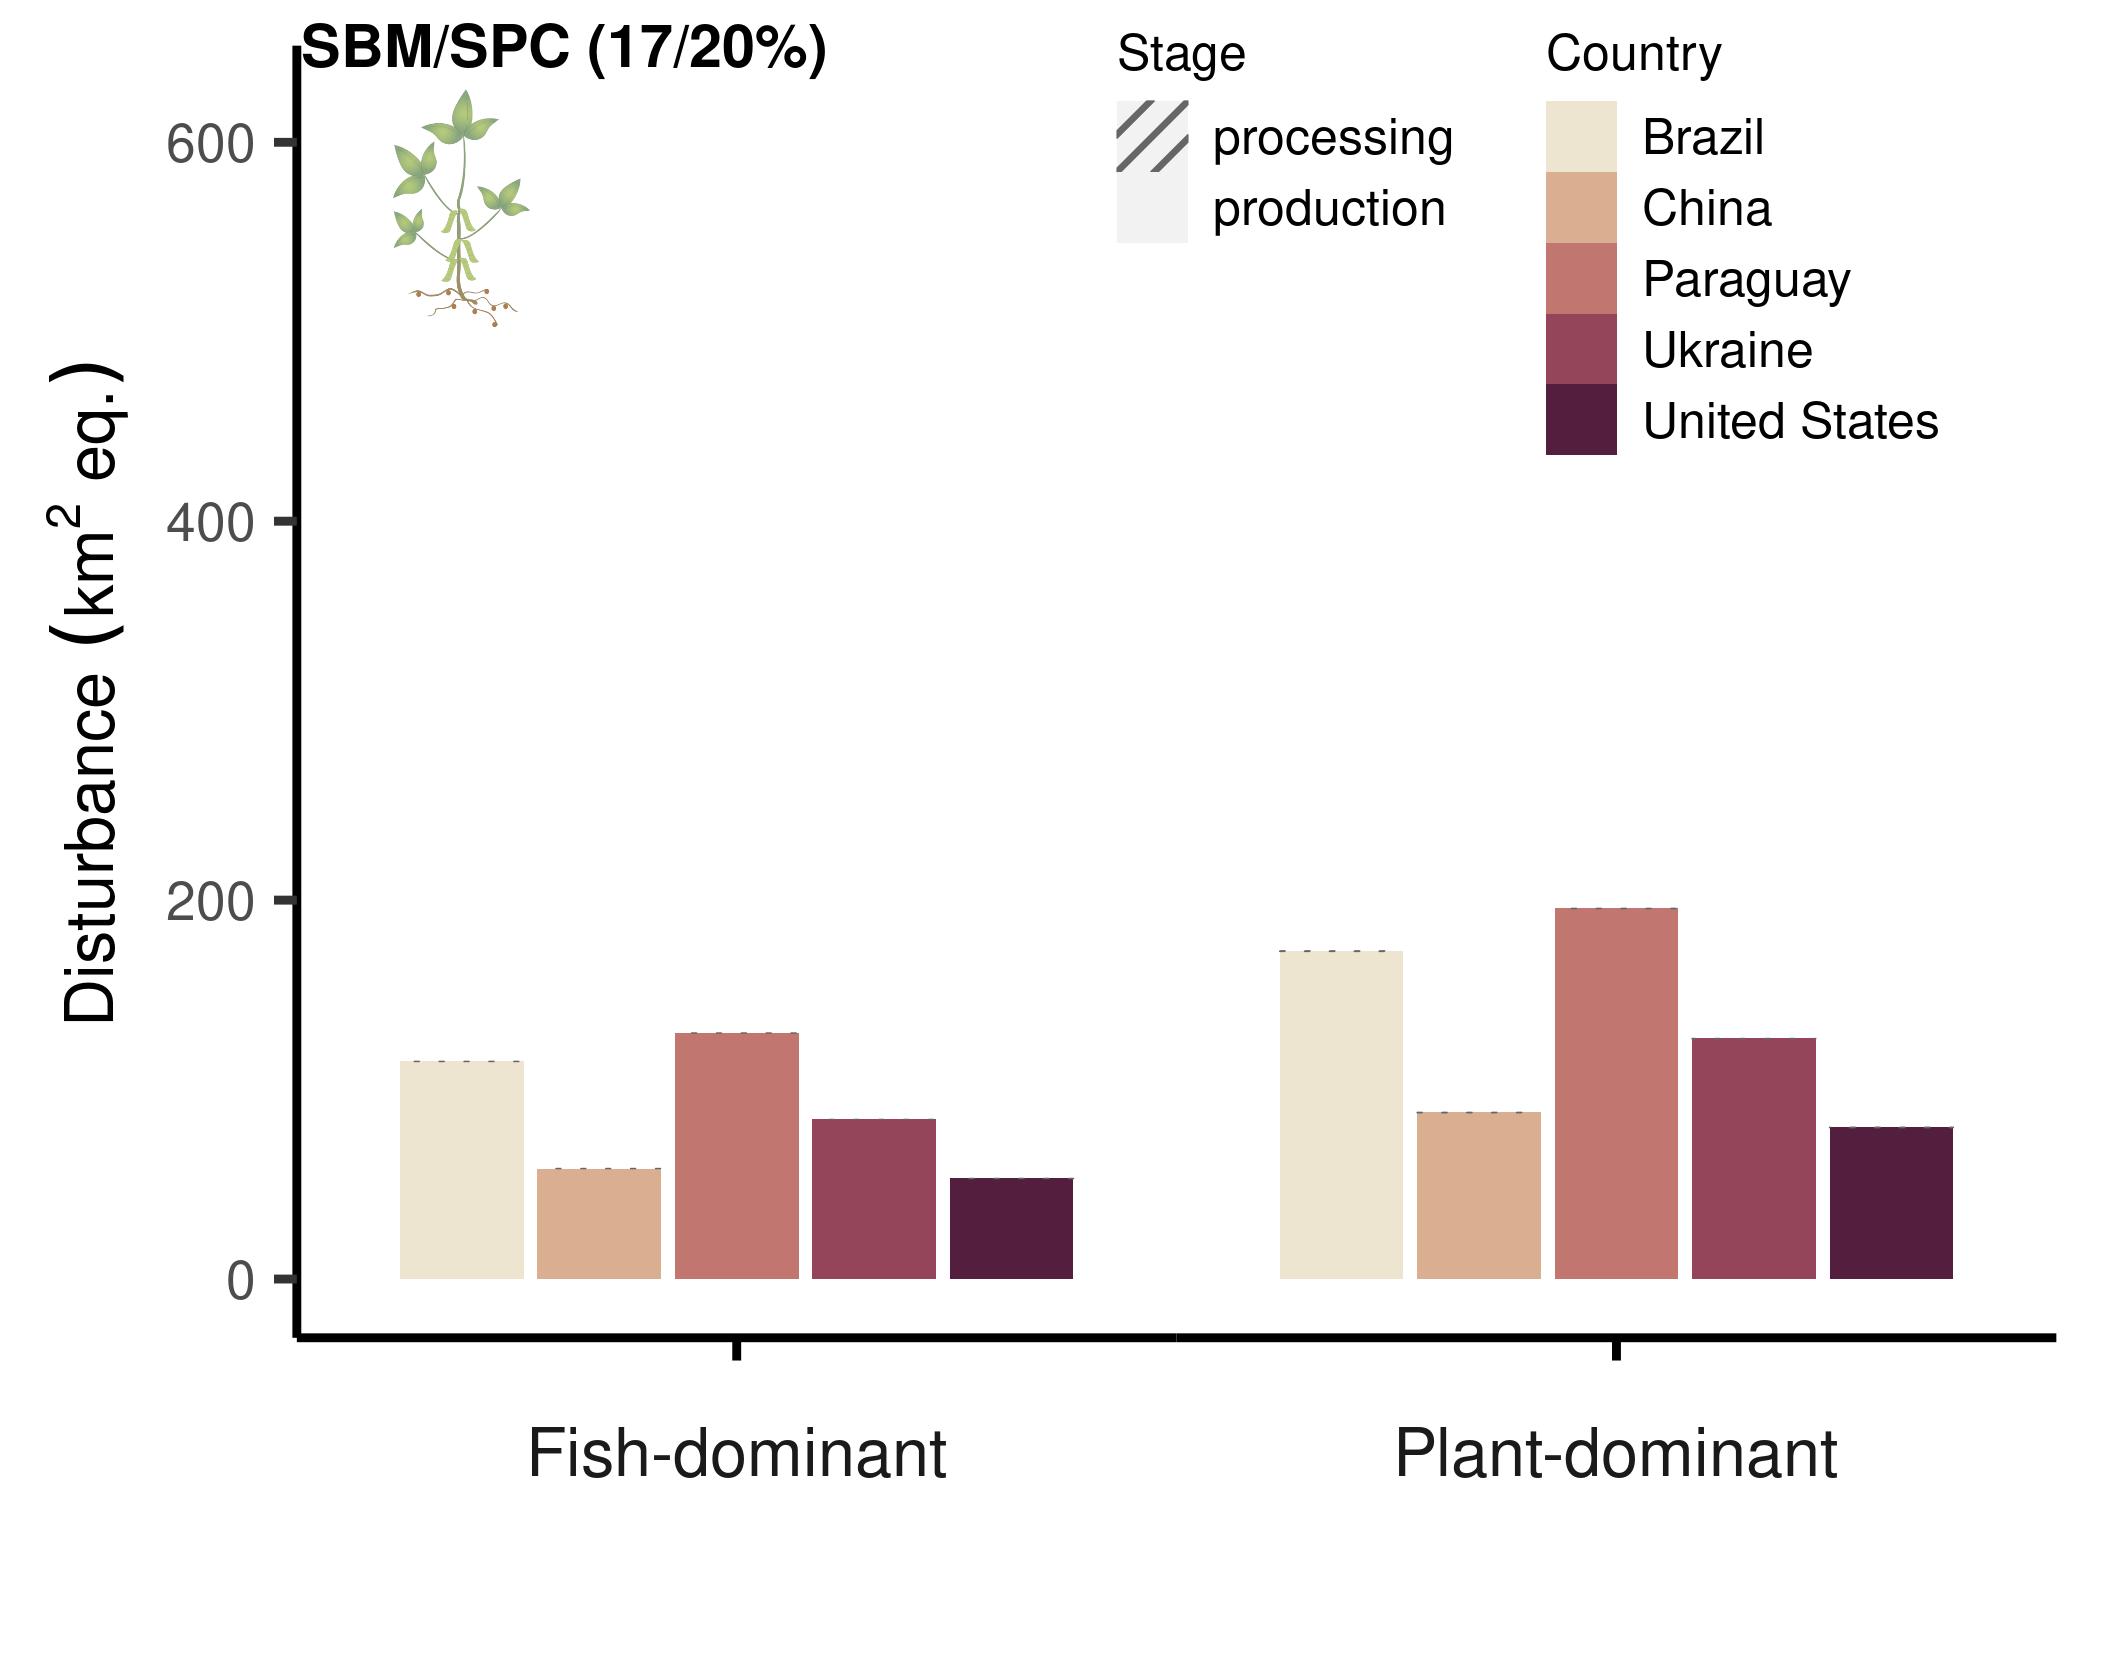 SBM/SPC (17/20%)
Stage
processing
production
Country
Brazil
China
Paraguay
Ukraine
United States
Disturbance (km² eq.)
600
400
200
0
Fish-dominant
Plant-dominant